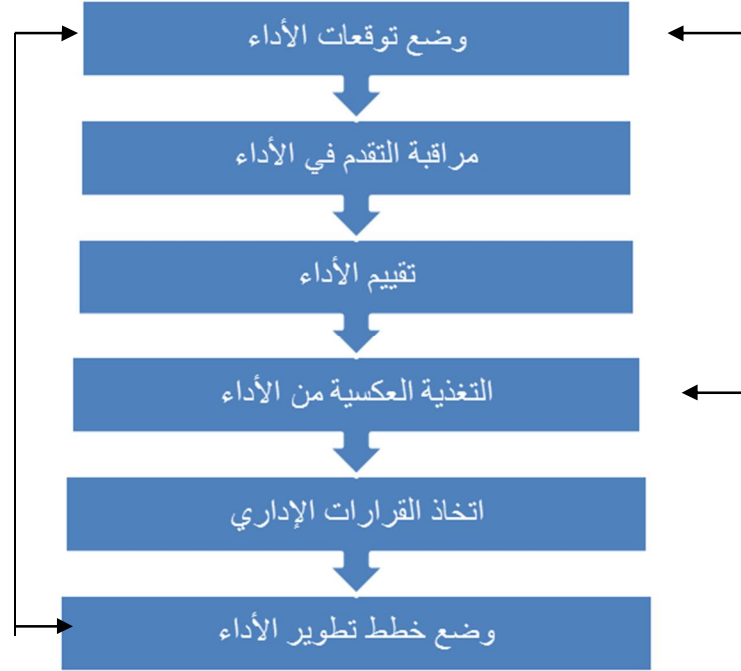 وضع توقعات الأداء
مراقبة التقدم في الأداء
تقييم الأداء
التغذية العكسية من الأداء
اتخاذ القرارات الإداري
وضع خطط تطوير الأداء